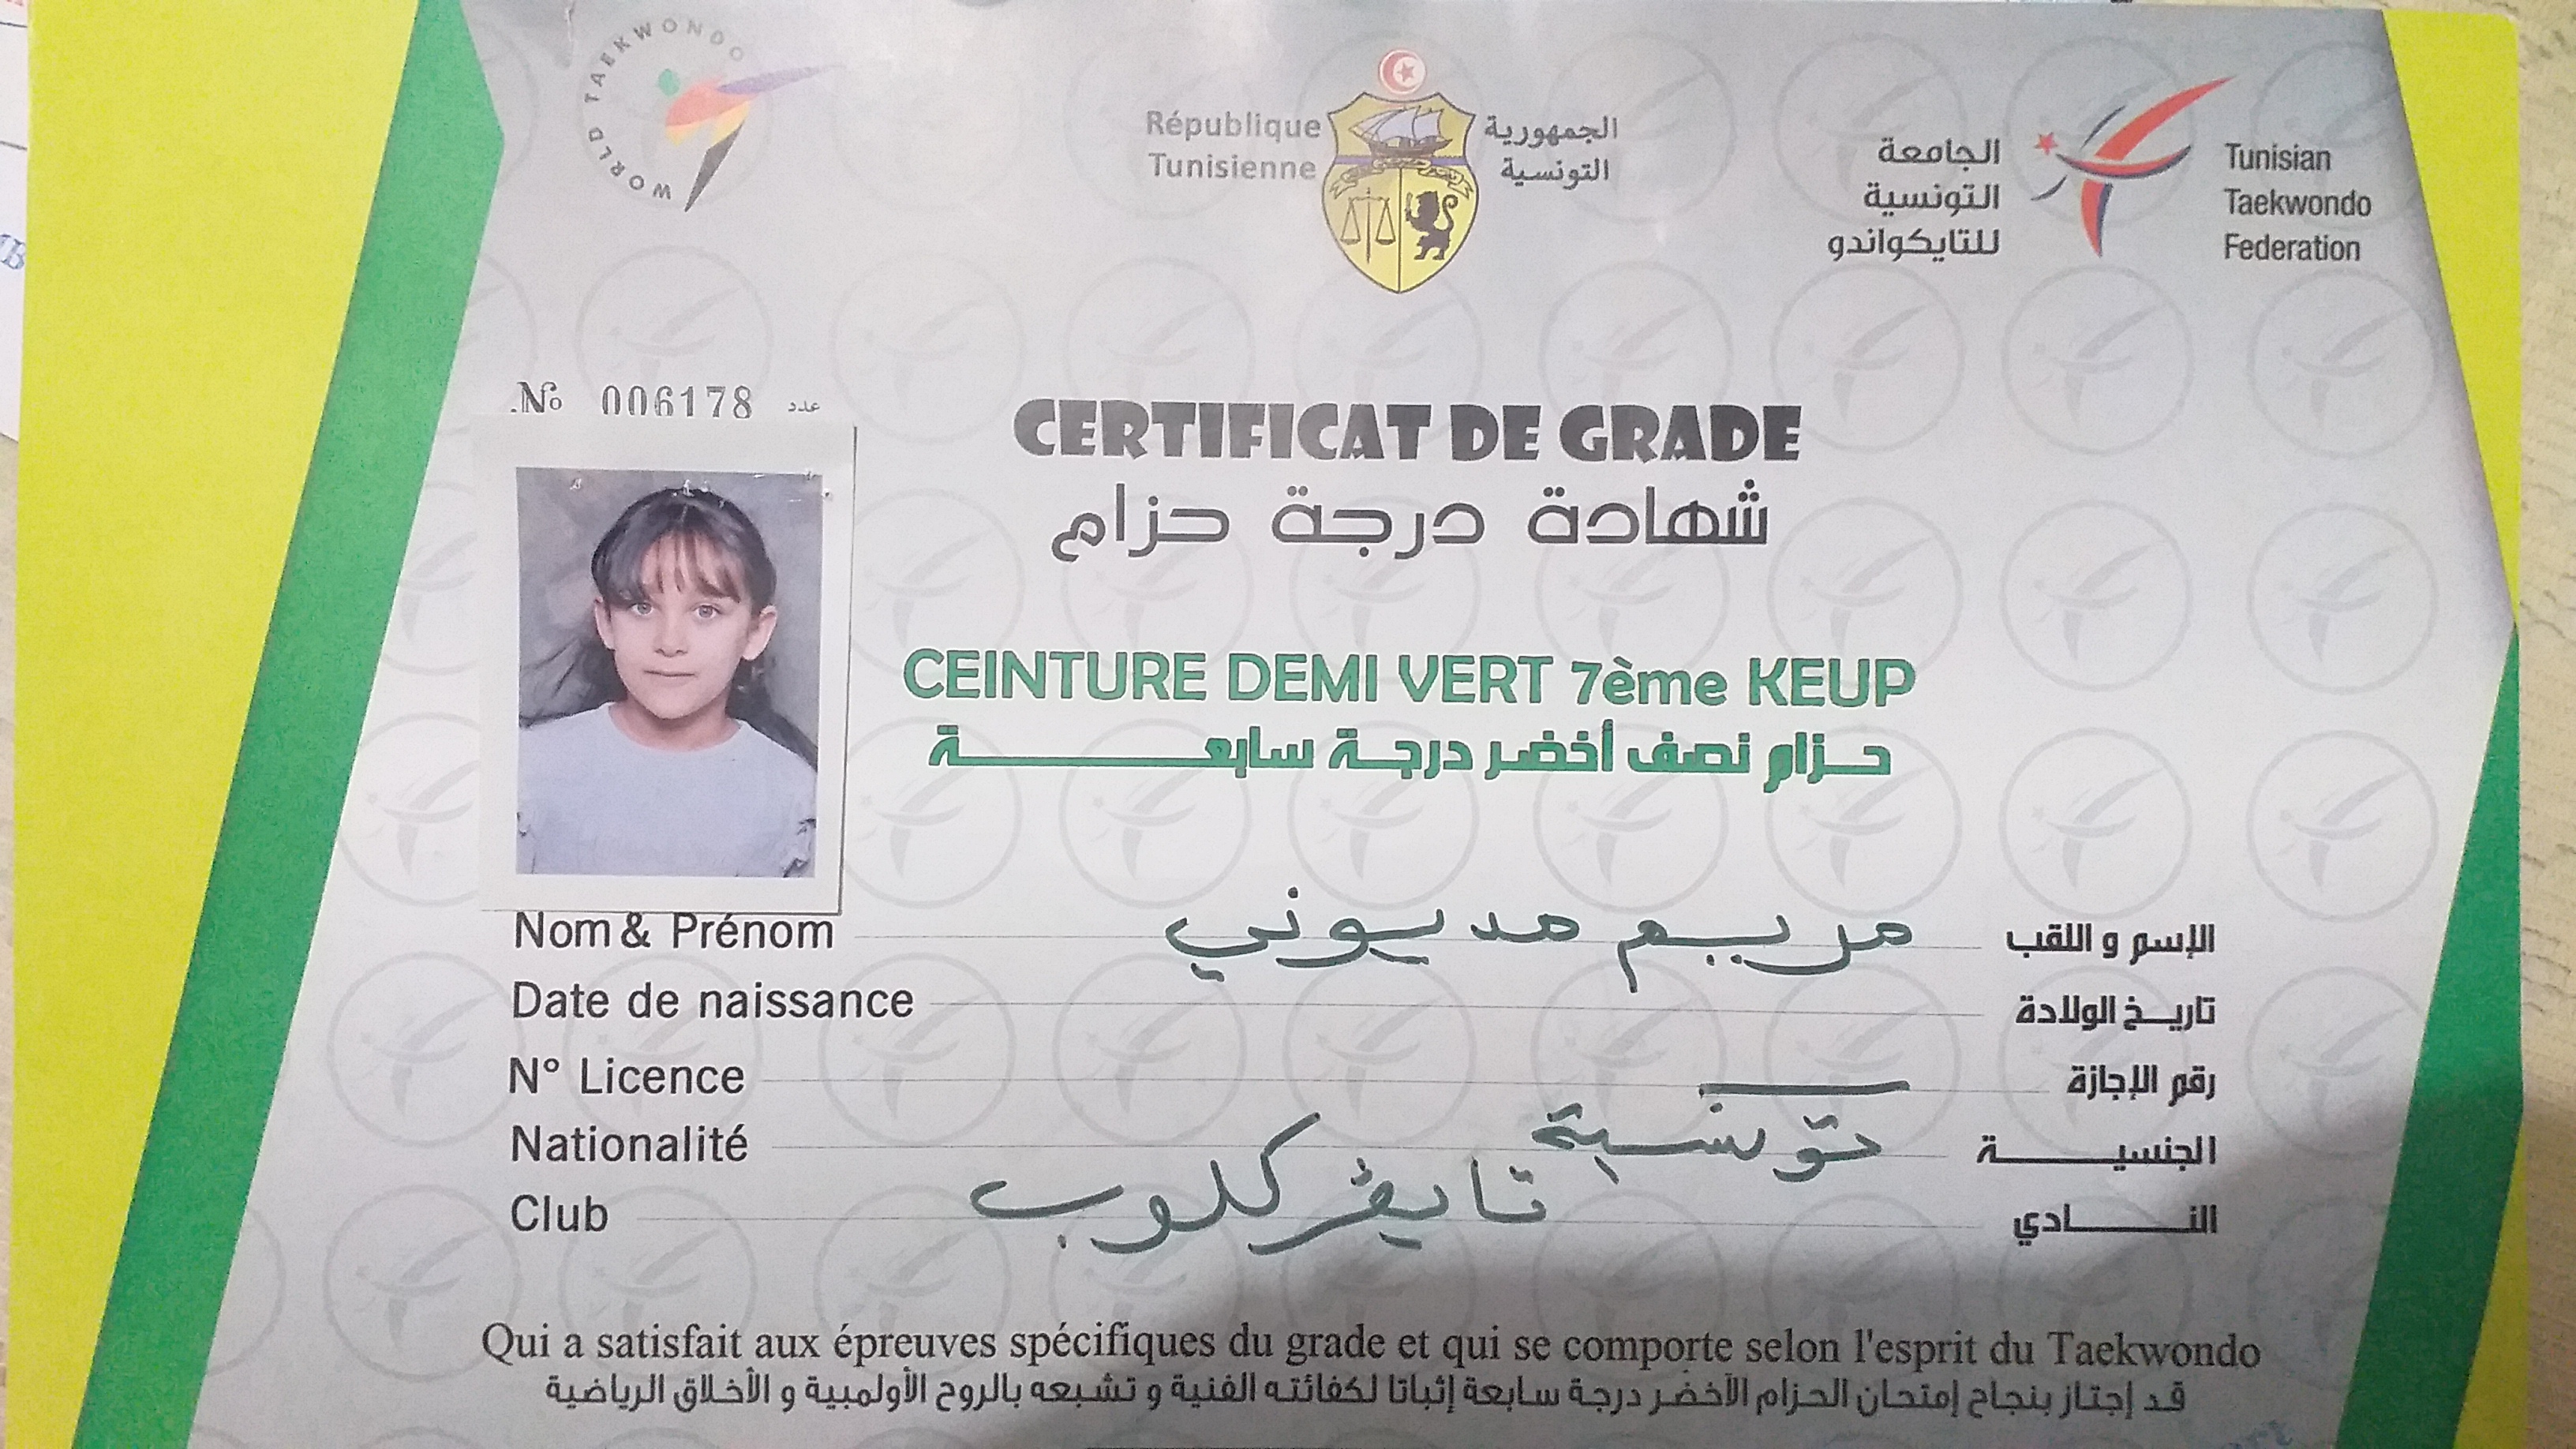 WORLD TAEKWONDO
République
Tunisienne
الجمهورية
التونسية
الجامعة
التونسية
للتايكواندو
Tunisian
Taekwondo
Federation
.No 006178 عدد
CERTIFICAT DE GRADE
شهادة درجة حزام
CEINTURE DEMI VERT 7ème KEUP
حزام نصف أخضر درجة سابعة
Nom & Prénom مريم مديوني الإسم و اللقب
Date de naissance تاريخ الولادة
N° Licence رقم الإجازة
Nationalité تونسية الجنسية
Club تايقر كلوب النادي
Qui a satisfait aux épreuves spécifiques du grade et qui se comporte selon l'esprit du Taekwondo
قد إجتاز بنجاح إمتحان الحزام الأخضر درجة سابعة إثباتا لكفائته الفنية و تشبعه بالروح الأولمبية و الأخلاق الرياضية